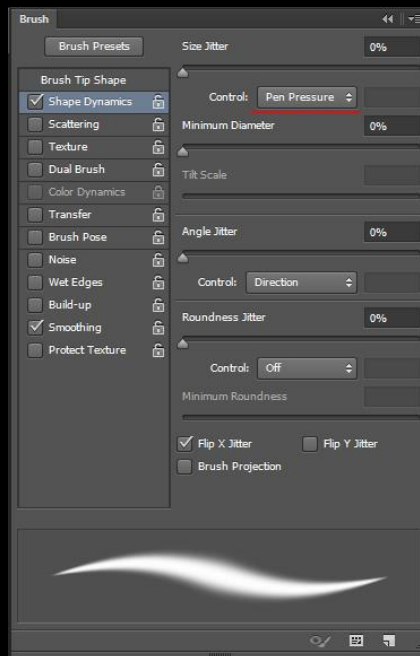 Brush
Brush Presets
Size Jitter 0%
Brush Tip Shape
Control: Pen Pressure
Shape Dynamics
Scattering
Minimum Diameter 0%
Texture
Dual Brush
Tilt Scale
Color Dynamics
Transfer
Angle Jitter 0%
Brush Pose
Noise
Wet Edges
Control: Direction
Build-up
Roundness Jitter 0%
Smoothing
Protect Texture
Control: Off
Minimum Roundness
Flip X Jitter Flip Y Jitter
Brush Projection